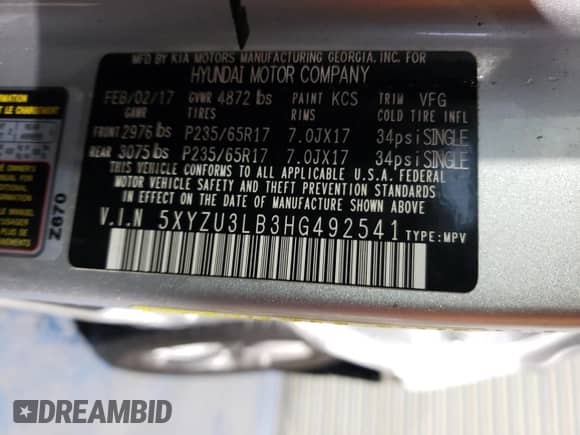 MFD. BY KIA MOTORS MANUFACTURING GEORGIA, INC. FOR
HYUNDAI MOTOR COMPANY
FEB/02/17 GVWR 4872 lbs PAINT KCS TRIM VFG
GAWR TIRES RIMS COLD TIRE INFL
FRONT 2976 lbs P235/65R17 7.0JX17 34psi SINGLE
REAR 3075 lbs P235/65R17 7.0JX17 34psi SINGLE
THIS VEHICLE CONFORMS TO ALL APPLICABLE U.S.A. FEDERAL
MOTOR VEHICLE SAFETY AND THEFT PREVENTION STANDARDS
IN EFFECT ON THE DATE OF MANUFACTURE SHOWN ABOVE.
V.I.N 5XYZU3LB3HG492541 TYPE: MPV
Z670
DREAMBID